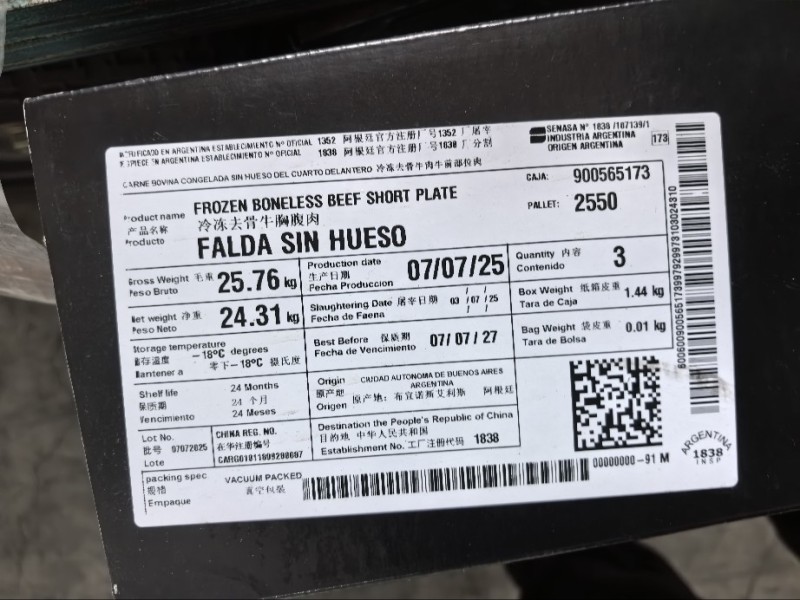 CERTIFICADO EN ARGENTINA ESTABLECIMIENTO Nº OFICIAL 1352 阿根廷官方注册厂号1352 厂屠宰
ARGENTINA ESTABLECIMIENTO Nº OFICIAL 1838 阿根廷官方注册厂号1838 厂分割
SENASA Nº 1838 /167139/1
INDUSTRIA ARGENTINA
ORIGEN ARGENTINA
173
CARNE BOVINA CONGELADA SIN HUESO DEL CUARTO DELANTERO 冷冻去骨牛肉牛前部位肉
CAJA: 900565173
PALLET: 2550
Product name FROZEN BONELESS BEEF SHORT PLATE
产品名称 冷冻去骨牛胸腹肉
Producto FALDA SIN HUESO
Gross Weight 毛重 25.76 kg
Peso Bruto
Production date 07/07/25
生产日期
Fecha Produccion
Quantity 内容 3
Contenido
Net weight 净重 24.31 kg
Peso Neto
Slaughtering Date 屠宰日期 03 /07 /25
Fecha de Faena
Box Weight 纸箱皮重 1.44 kg
Tara de Caja
Storage temperature
储存温度 -18ºC degrees
Mantener a 零下-18ºC 摄氏度
Best Before 保质期 07/ 07 / 27
Fecha de Vencimiento
Bag Weight 袋皮重 0.01 kg
Tara de Bolsa
Shelf life 24 Months
保质期 24 个月
Vencimiento 24 Meses
Origin CIUDAD AUTONOMA DE BUENOS AIRES
ARGENTINA
原产地
Origen 原产地: 布宜诺斯艾利斯 阿根廷
Lot No.
批号 07072025
Lote
CHINA REG. NO.
在华注册编号
Destination the People's Republic of China
目的地 中华人民共和国
Establishment No. 工厂注册代码 1838
packing spec VACUUM PACKED
规格 真空包装
Empaque
00000000-91 M
ARGENTINA
1838
INSP